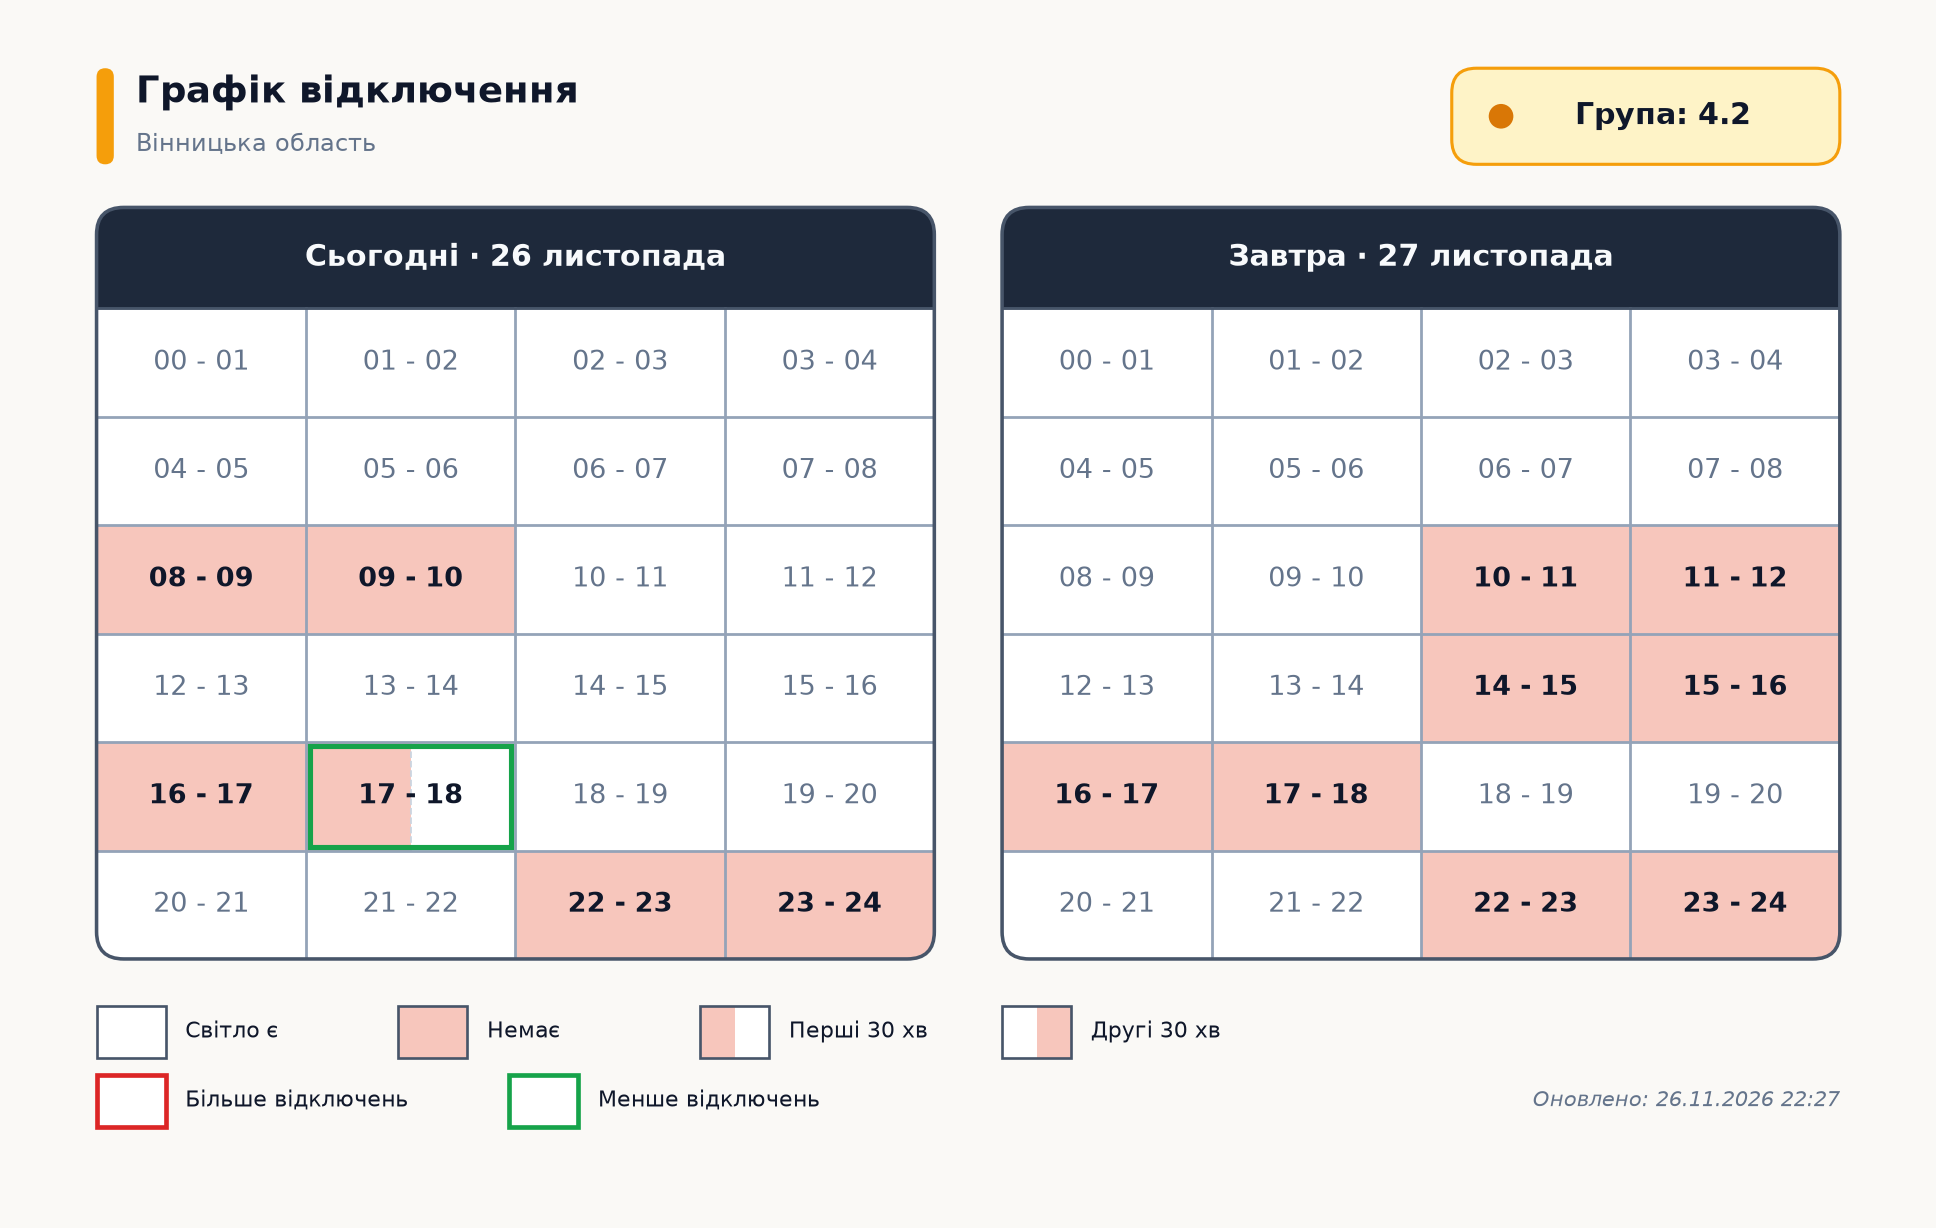 Графік відключення
Вінницька область
Група: 4.2
Сьогодні · 26 листопада
00 - 01 01 - 02 02 - 03 03 - 04
04 - 05 05 - 06 06 - 07 07 - 08
08 - 09 09 - 10 10 - 11 11 - 12
12 - 13 13 - 14 14 - 15 15 - 16
16 - 17 17 - 18 18 - 19 19 - 20
20 - 21 21 - 22 22 - 23 23 - 24
Завтра · 27 листопада
00 - 01 01 - 02 02 - 03 03 - 04
04 - 05 05 - 06 06 - 07 07 - 08
08 - 09 09 - 10 10 - 11 11 - 12
12 - 13 13 - 14 14 - 15 15 - 16
16 - 17 17 - 18 18 - 19 19 - 20
20 - 21 21 - 22 22 - 23 23 - 24
Світло є Немає Перші 30 хв Другі 30 хв
Більше відключень Менше відключень
Оновлено: 26.11.2026 22:27